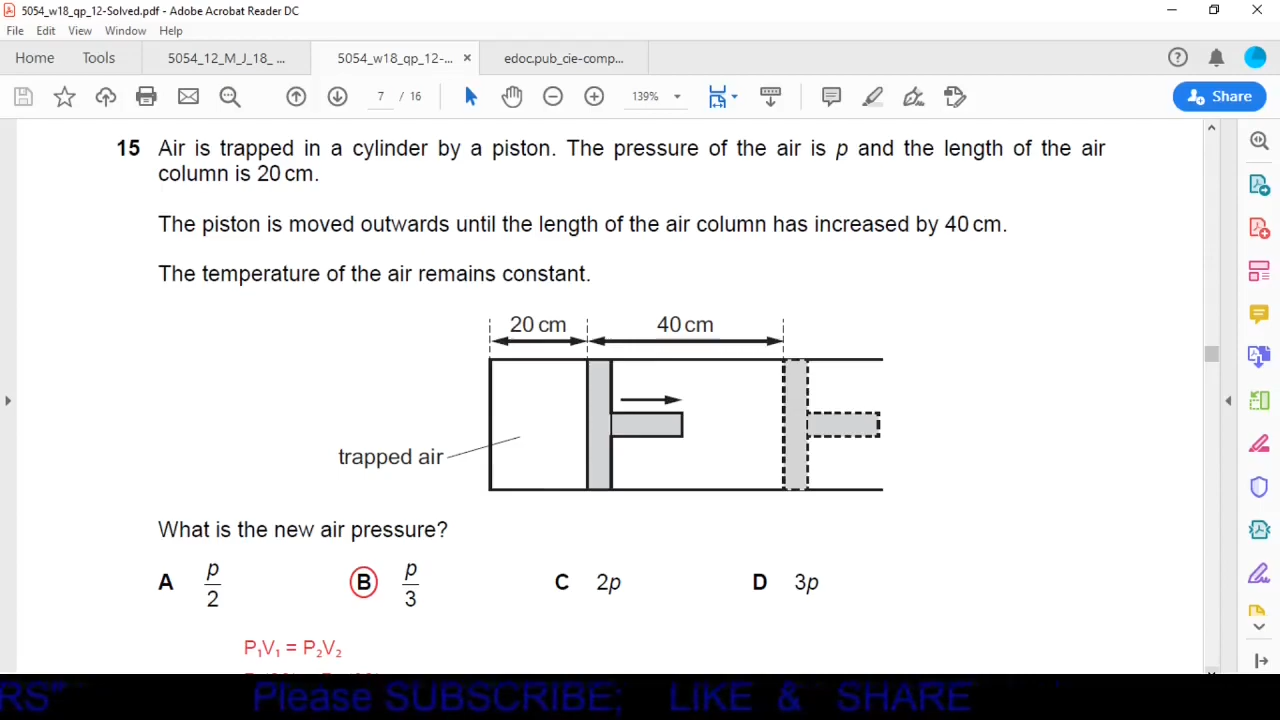 5054_w18_qp_12-Solved.pdf - Adobe Acrobat Reader DC
File Edit View Window Help
Home Tools 5054_12_M_J_18_ ... 5054_w18_qp_12-... × edoc.pub_cie-comp...
7 / 16 139% Share
15 Air is trapped in a cylinder by a piston. The pressure of the air is p and the length of the air
column is 20 cm.
The piston is moved outwards until the length of the air column has increased by 40 cm.
The temperature of the air remains constant.
20 cm 40 cm
trapped air
What is the new air pressure?
A p/2 B p/3 C 2p D 3p
P₁V₁ = P₂V₂
RS" Please SUBSCRIBE; LIKE & SHARE